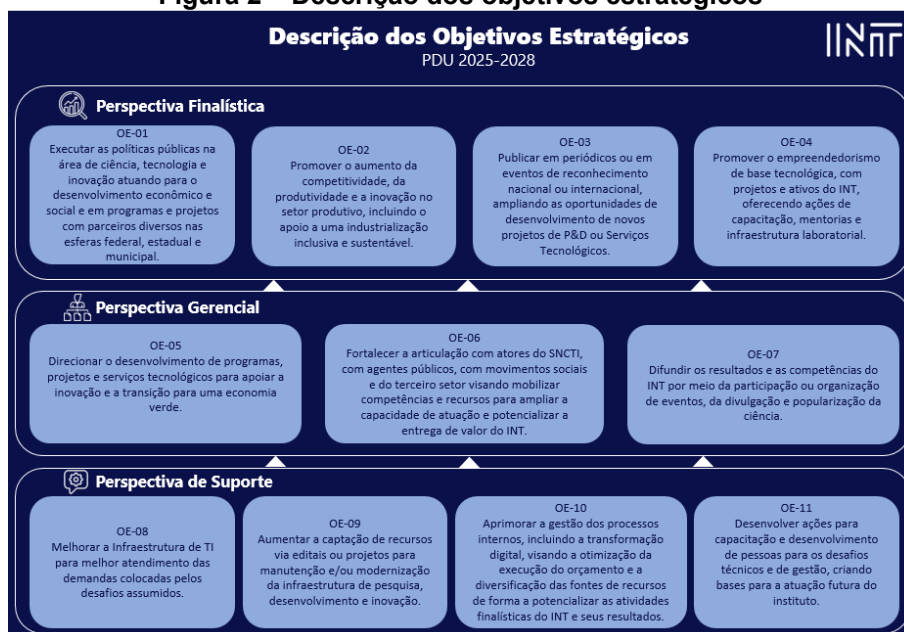 Figura 2 – Descrição dos objetivos estratégicos
Descrição dos Objetivos Estratégicos
PDU 2025-2028
INT
Perspectiva Finalística
OE-01
Executar as políticas públicas na
área de ciência, tecnologia e
inovação atuando para o
desenvolvimento econômico e
social e em programas e projetos
com parceiros diversos nas
esferas federal, estadual e
municipal.
OE-02
Promover o aumento da
competitividade, da
produtividade e a inovação no
setor produtivo, incluindo o
apoio a uma industrialização
inclusiva e sustentável.
OE-03
Publicar em periódicos ou em
eventos de reconhecimento
nacional ou internacional,
ampliando as oportunidades de
desenvolvimento de novos
projetos de P&D ou Serviços
Tecnológicos.
OE-04
Promover o empreendedorismo
de base tecnológica, com
projetos e ativos do INT,
oferecendo ações de
capacitação, mentorias e
infraestrutura laboratorial.
Perspectiva Gerencial
OE-05
Direcionar o desenvolvimento de programas,
projetos e serviços tecnológicos para apoiar a
inovação e a transição para uma economia
verde.
OE-06
Fortalecer a articulação com atores do SNCTI,
com agentes públicos, com movimentos sociais
e do terceiro setor visando mobilizar
competências e recursos para ampliar a
capacidade de atuação e potencializar a
entrega de valor do INT.
OE-07
Difundir os resultados e as competências do
INT por meio da participação ou organização
de eventos, da divulgação e popularização da
ciência.
Perspectiva de Suporte
OE-08
Melhorar a Infraestrutura de TI
para melhor atendimento das
demandas colocadas pelos
desafios assumidos.
OE-09
Aumentar a captação de recursos
via editais ou projetos para
manutenção e/ou modernização
da infraestrutura de pesquisa,
desenvolvimento e inovação.
OE-10
Aprimorar a gestão dos processos
internos, incluindo a transformação
digital, visando a otimização da
execução do orçamento e a
diversificação das fontes de recursos
de forma a potencializar as atividades
finalísticas do INT e seus resultados.
OE-11
Desenvolver ações para
capacitação e desenvolvimento
de pessoas para os desafios
técnicos e de gestão, criando
bases para a atuação futura do
instituto.